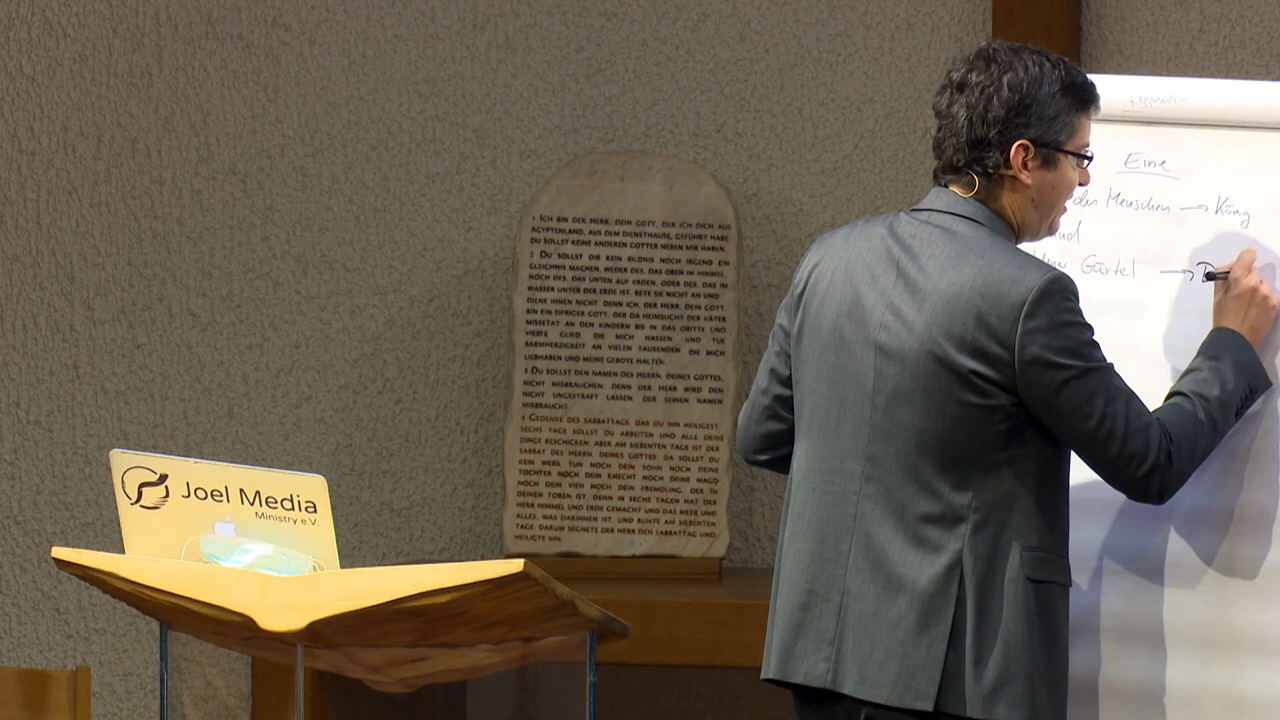 Joel Media
Ministry e.V.
1 ICH BIN DER HERR, DEIN GOTT, DER ICH DICH AUS
ÄGYPTENLAND, AUS DEM DIENSTHAUSE, GEFÜHRT HABE.
DU SOLLST KEINE ANDEREN GÖTTER NEBEN MIR HABEN.
2 DU SOLLST DIR KEIN BILDNIS NOCH IRGEND EIN
GLEICHNIS MACHEN, WEDER DES, DAS OBEN IM HIMMEL,
NOCH DES, DAS UNTEN AUF ERDEN, ODER DES, DAS IM
WASSER UNTER DER ERDE IST. BETE SIE NICHT AN UND
DIENE IHNEN NICHT. DENN ICH, DER HERR, DEIN GOTT,
BIN EIN EIFRIGER GOTT, DER DA HEIMSUCHT DER VÄTER
MISSETAT AN DEN KINDERN BIS IN DAS DRITTE UND
VIERTE GLIED, DIE MICH HASSEN; UND TUE
BARMHERZIGKEIT AN VIELEN TAUSENDEN, DIE MICH
LIEBHABEN UND MEINE GEBOTE HALTEN.
3 DU SOLLST DEN NAMEN DES HERRN, DEINES GOTTES,
NICHT MISBRAUCHEN; DENN DER HERR WIRD DEN
NICHT UNGESTRAFT LASSEN, DER SEINEN NAMEN
MISBRAUCHT.
4 GEDENKE DES SABBATTAGS, DAS DU IHN HEILIGEST.
SECHS TAGE SOLLST DU ARBEITEN UND ALLE DEINE
DINGE BESCHICKEN; ABER AM SIEBENTEN TAGE IST DER
SABBAT DES HERRN, DEINES GOTTES. DA SOLLST DU
KEIN WERK TUN NOCH DEIN SOHN NOCH DEINE
TOCHTER NOCH DEIN KNECHT NOCH DEINE MAGD
NOCH DEIN VIEH NOCH DEIN FREMDLING, DER IN
DEINEN TOREN IST. DENN IN SECHS TAGEN HAT DER
HERR HIMMEL UND ERDE GEMACHT UND DAS MEER UND
ALLES, WAS DARINNEN IST, UND RUHTE AM SIEBENTEN
TAGE. DARUM SEGNETE DER HERR DEN SABBATTAG UND
HEILIGTE IHN.
Eine
des Menschen → König
Gürtel →